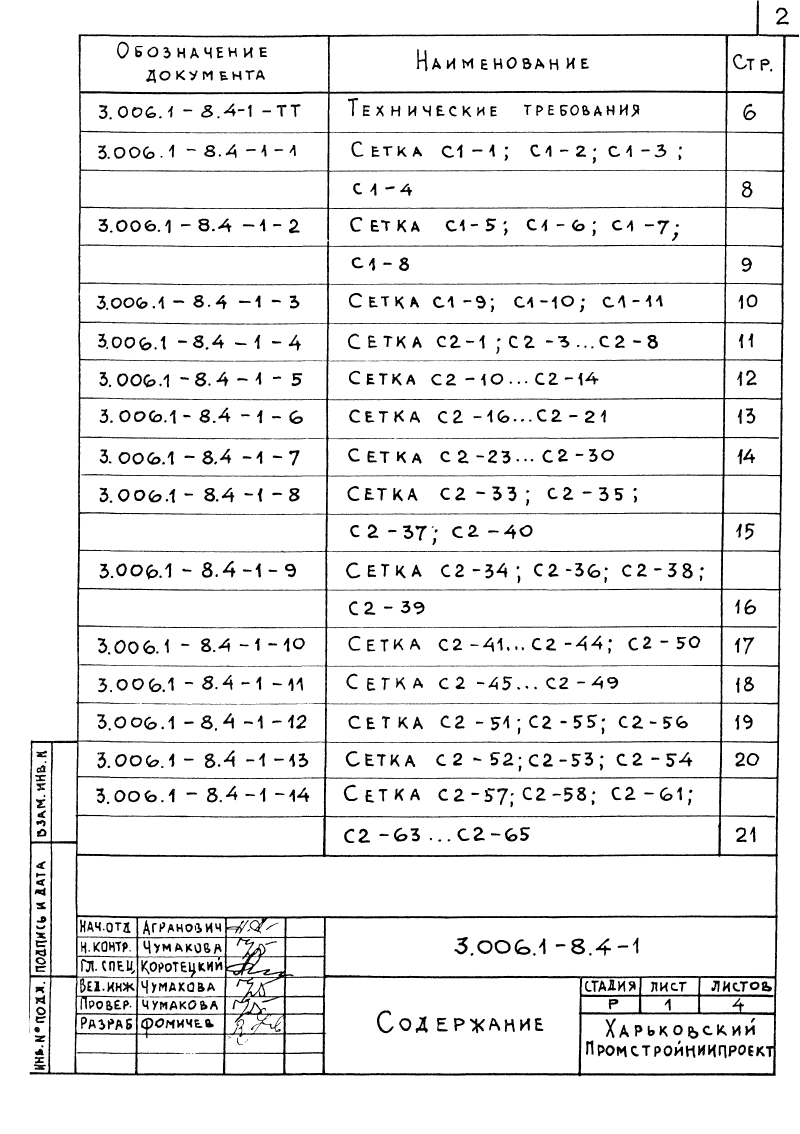 2
Обозначение документа Наименование Стр.
3.006.1-8.4-1-ТТ Технические требования 6
3.006.1-8.4-1-1 Сетка С1-1; С1-2; С1-3;
С1-4 8
3.006.1-8.4-1-2 Сетка С1-5; С1-6; С1-7;
С1-8 9
3.006.1-8.4-1-3 Сетка С1-9; С1-10; С1-11 10
3.006.1-8.4-1-4 Сетка С2-1; С2-3...С2-8 11
3.006.1-8.4-1-5 Сетка С2-10...С2-14 12
3.006.1-8.4-1-6 Сетка С2-16...С2-21 13
3.006.1-8.4-1-7 Сетка С2-23...С2-30 14
3.006.1-8.4-1-8 Сетка С2-33; С2-35;
С2-37; С2-40 15
3.006.1-8.4-1-9 Сетка С2-34; С2-36; С2-38;
С2-39 16
3.006.1-8.4-1-10 Сетка С2-41...С2-44; С2-50 17
3.006.1-8.4-1-11 Сетка С2-45...С2-49 18
3.006.1-8.4-1-12 Сетка С2-51; С2-55; С2-56 19
3.006.1-8.4-1-13 Сетка С2-52; С2-53; С2-54 20
3.006.1-8.4-1-14 Сетка С2-57; С2-58; С2-61;
С2-63...С2-65 21
Взам. инв. №
Подпись и дата
Инв. № подл.
Нач. отд Агранович
Н. контр. Чумакова
Гл. спец Коротецкий
Вед. инж Чумакова
Провер. Чумакова
Разраб Фомичев
3.006.1-8.4-1
Содержание
Стадия Лист Листов
Р 1 4
Харьковский
Промстройниипроект